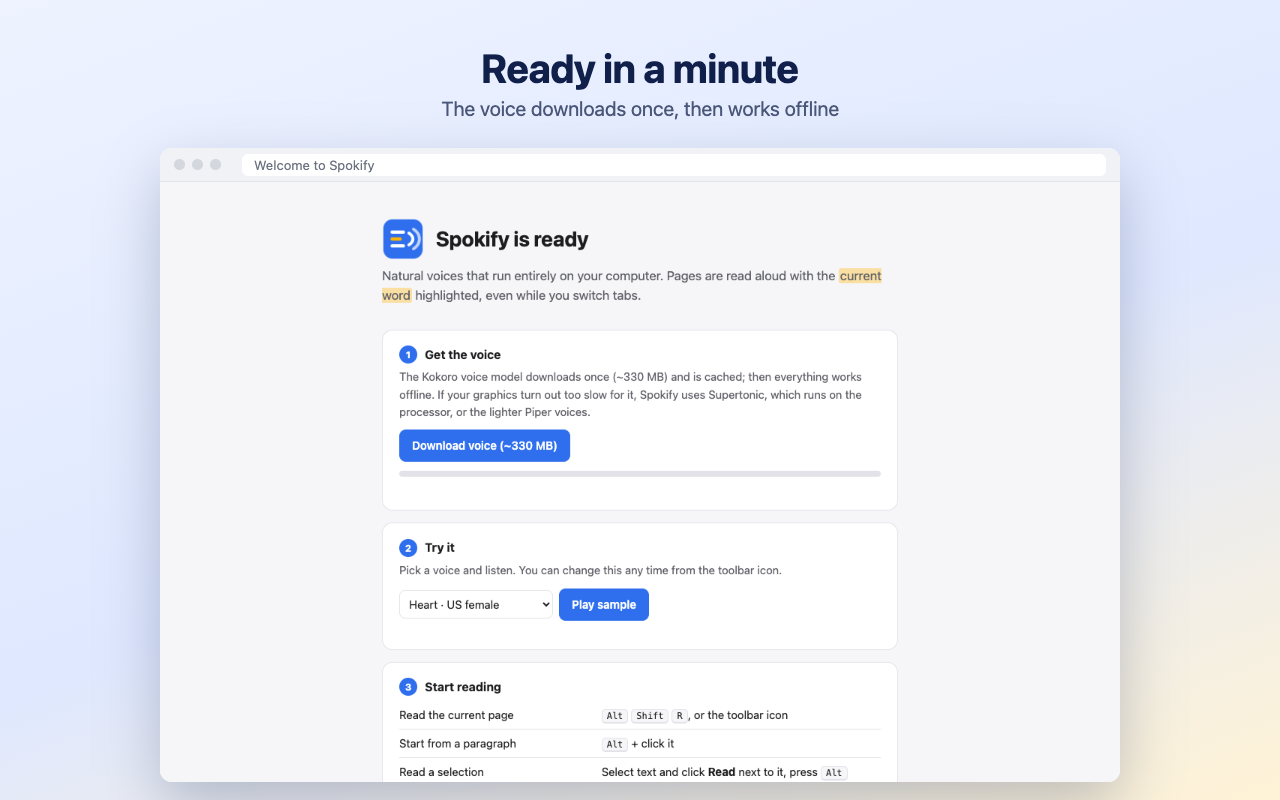 Ready in a minute
The voice downloads once, then works offline
Welcome to Spokify
Spokify is ready
Natural voices that run entirely on your computer. Pages are read aloud with the current
word highlighted, even while you switch tabs.
1 Get the voice
The Kokoro voice model downloads once (~330 MB) and is cached; then everything works
offline. If your graphics turn out too slow for it, Spokify uses Supertonic, which runs on the
processor, or the lighter Piper voices.
Download voice (~330 MB)
2 Try it
Pick a voice and listen. You can change this any time from the toolbar icon.
Heart · US female Play sample
3 Start reading
Read the current page Alt Shift R, or the toolbar icon
Start from a paragraph Alt + click it
Read a selection Select text and click Read next to it, press Alt